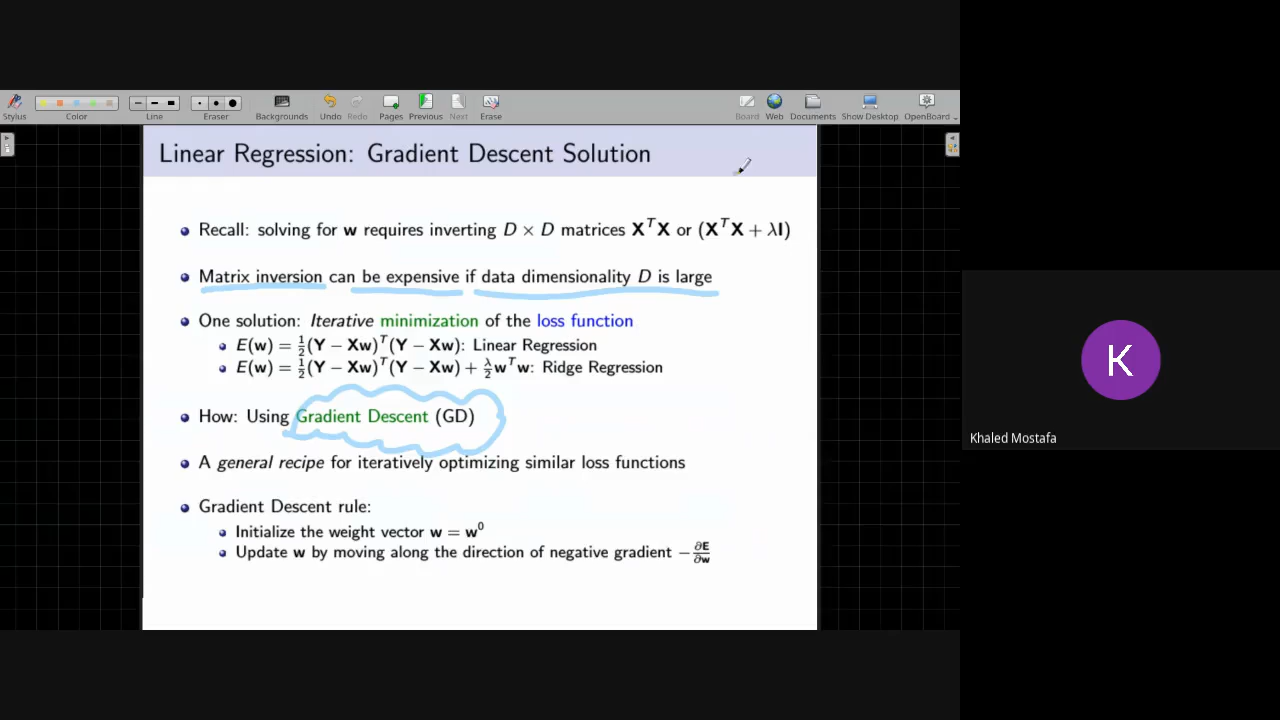 Stylus Color Line Eraser Backgrounds Undo Redo Pages Previous Next Erase Board Web Documents Show Desktop OpenBoard
Linear Regression: Gradient Descent Solution
Recall: solving for w requires inverting D × D matrices XᵀX or (XᵀX + λI)
Matrix inversion can be expensive if data dimensionality D is large
One solution: Iterative minimization of the loss function
E(w) = ½(Y − Xw)ᵀ(Y − Xw): Linear Regression
E(w) = ½(Y − Xw)ᵀ(Y − Xw) + λ/2 wᵀw: Ridge Regression
How: Using Gradient Descent (GD)
A general recipe for iteratively optimizing similar loss functions
Gradient Descent rule:
Initialize the weight vector w = w⁰
Update w by moving along the direction of negative gradient −∂E/∂w
K
Khaled Mostafa